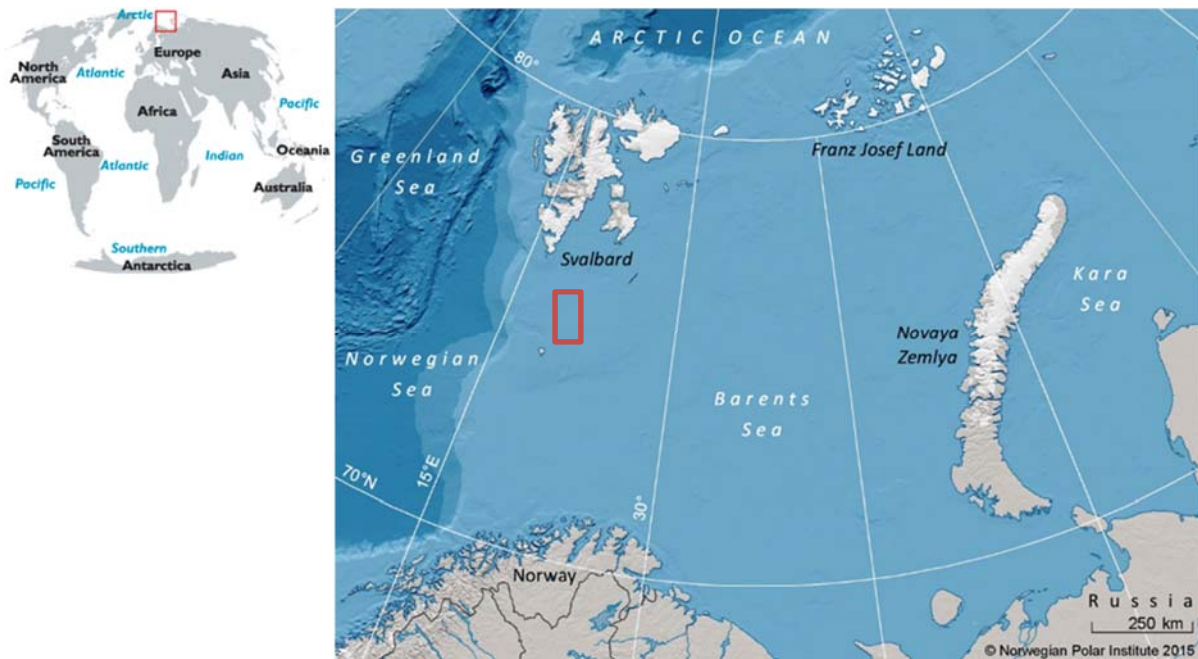 Arctic
North
America
Atlantic
Europe
Asia
Pacific
Africa
South
America
Atlantic
Indian
Oceania
Pacific
Australia
Southern
Antarctica
ARCTIC OCEAN
80°
Greenland
Sea
Franz Josef Land
Svalbard
Kara
Sea
Novaya
Zemlya
Norwegian
Sea
Barents
Sea
70°N
15°E
30°
Norway
Russia
250 km
© Norwegian Polar Institute 2015